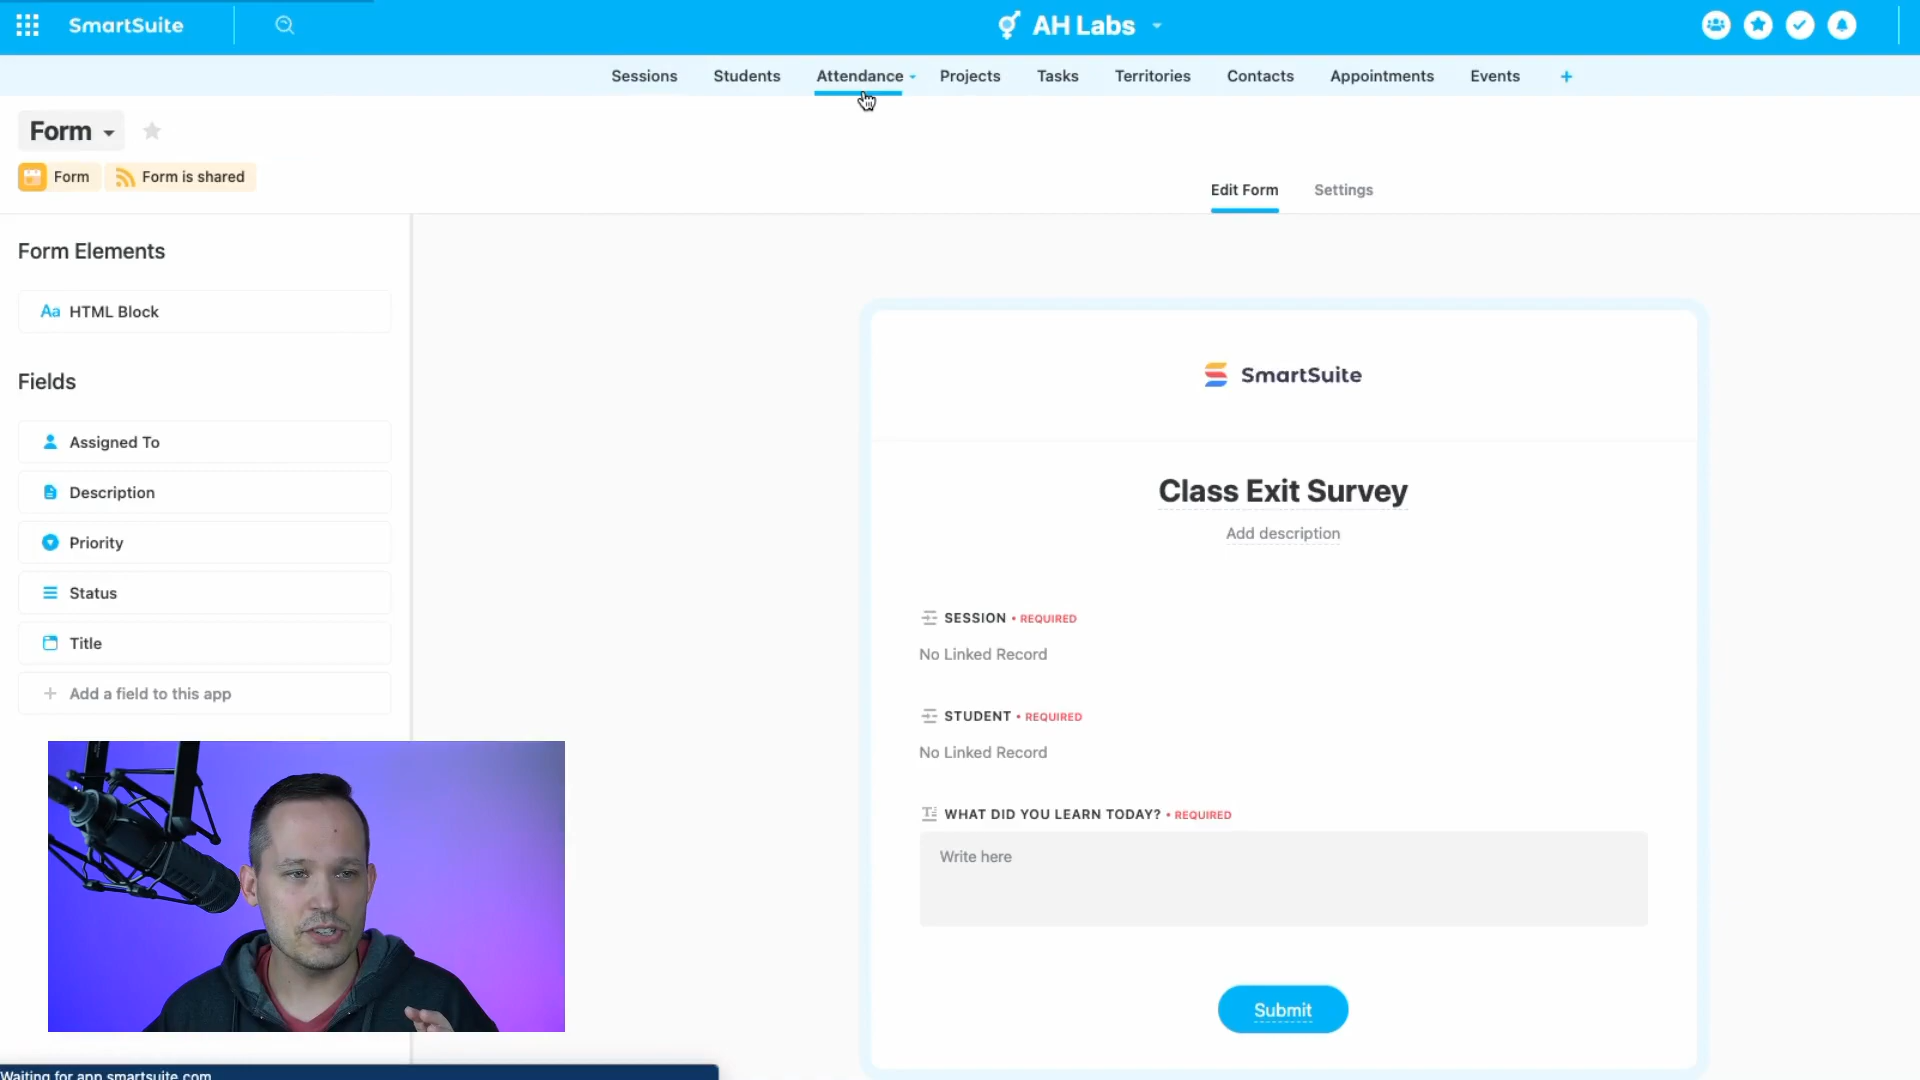 SmartSuite
AH Labs
Sessions Students Attendance Projects Tasks Territories Contacts Appointments Events +
Form
Form Form is shared
Edit Form Settings
Form Elements
Aa HTML Block
Fields
Assigned To
Description
Priority
Status
Title
+ Add a field to this app
SmartSuite
Class Exit Survey
Add description
SESSION • REQUIRED
No Linked Record
STUDENT • REQUIRED
No Linked Record
WHAT DID YOU LEARN TODAY? • REQUIRED
Write here
Submit
Waiting for app.smartsuite.com